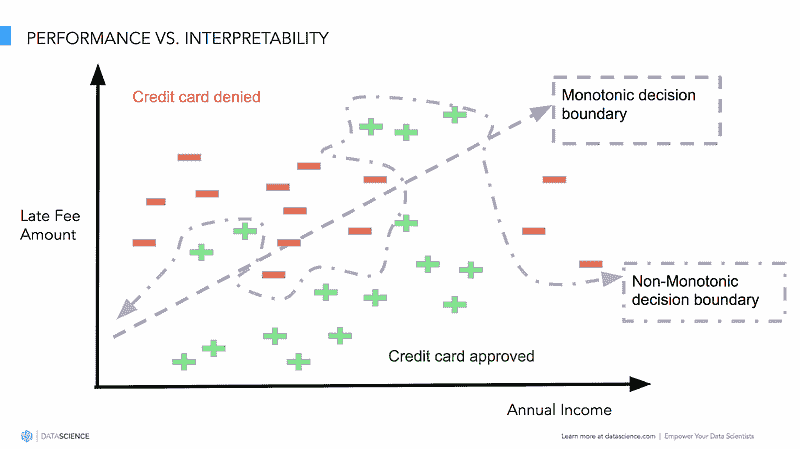 PERFORMANCE VS. INTERPRETABILITY
Credit card denied
Monotonic decision
boundary
Late Fee
Amount
Non-Monotonic
decision boundary
Credit card approved
Annual Income
DATASCIENCE
Learn more at datascience.com | Empower Your Data Scientists